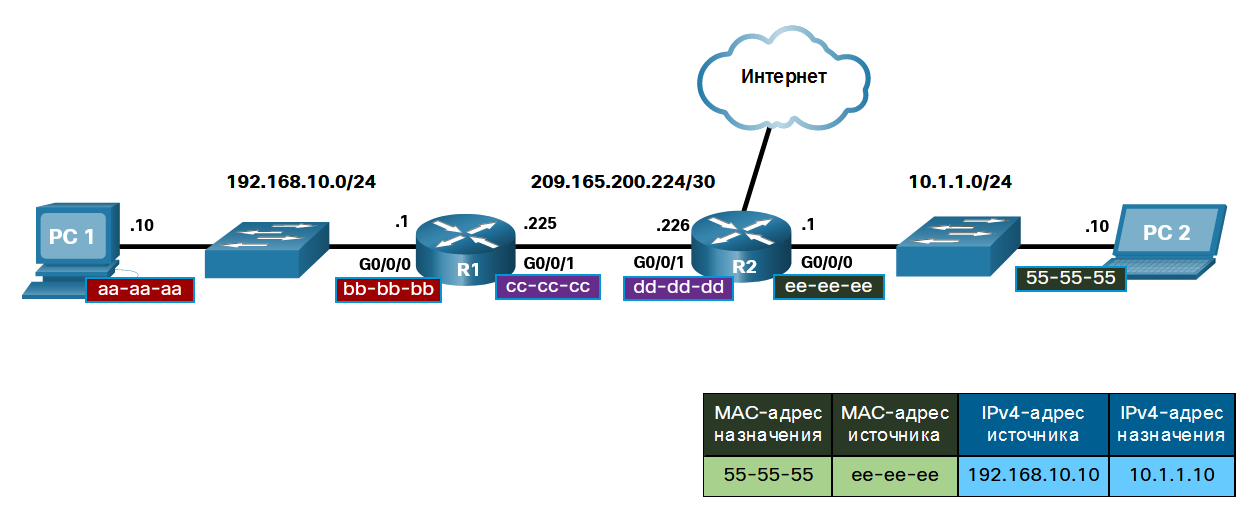 Интернет
192.168.10.0/24
209.165.200.224/30
10.1.1.0/24
PC 1
.10
.1
R1
.225
.226
R2
.1
.10
PC 2
G0/0/0
G0/0/1
G0/0/1
G0/0/0
aa-aa-aa
bb-bb-bb
cc-cc-cc
dd-dd-dd
ee-ee-ee
55-55-55
MAC-адрес назначения
MAC-адрес источника
IPv4-адрес источника
IPv4-адрес назначения
55-55-55
ee-ee-ee
192.168.10.10
10.1.1.10